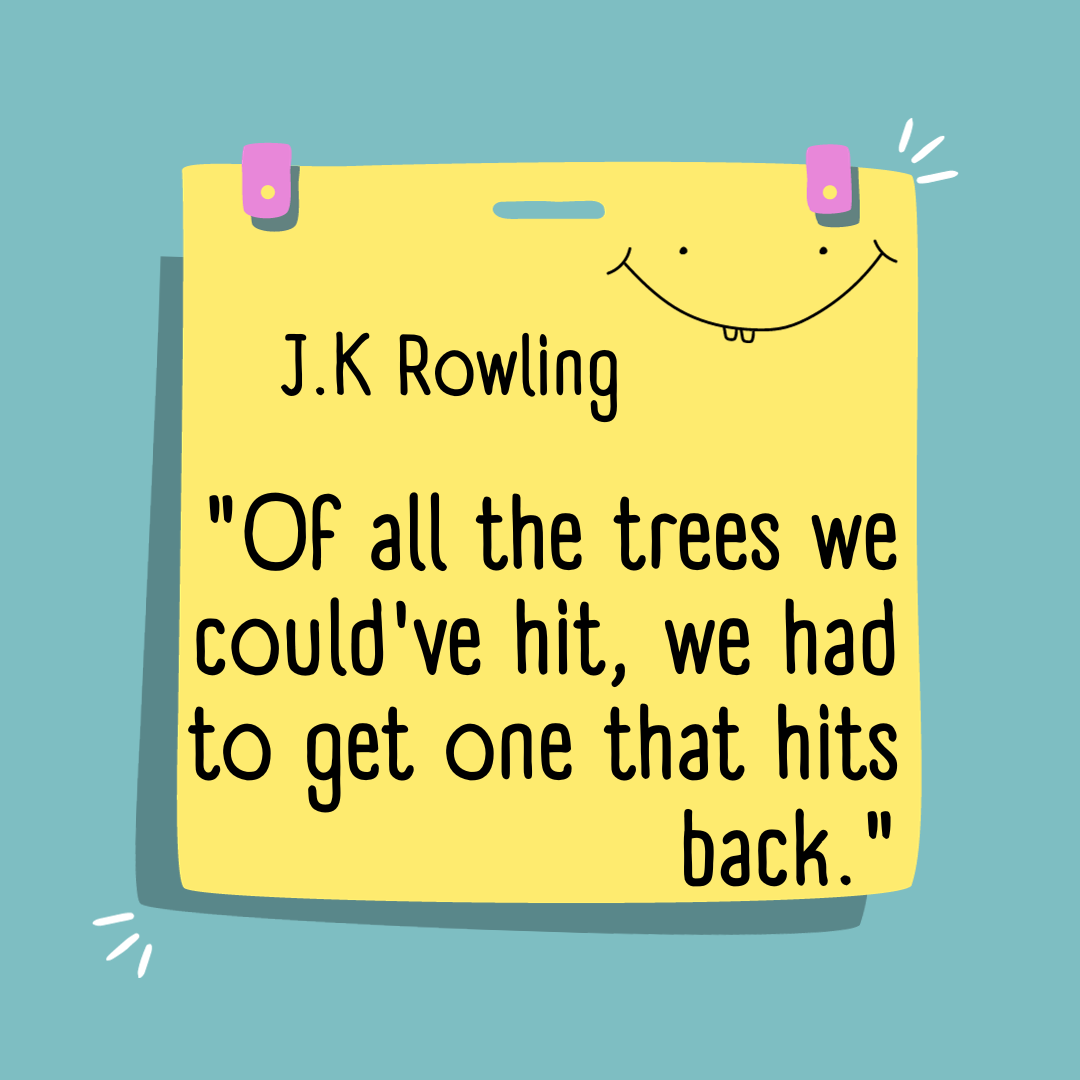 J.K Rowling
"Of all the trees we
could've hit, we had
to get one that hits
back."